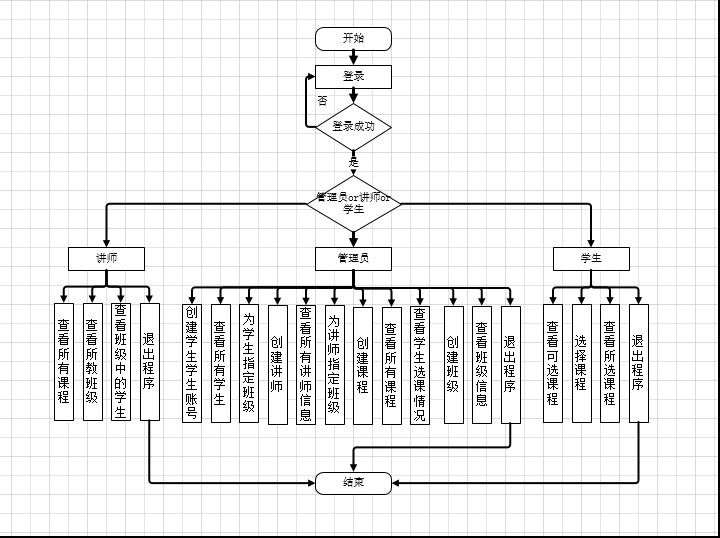 开始
登录
否
登录成功
是
管理员or讲师or
学生
讲师
管理员
学生
查看所有课程
查看所教班级
查看班级中的学生
退出程序
创建学生学生账号
查看所有学生
为学生指定班级
创建讲师
查看所有讲师信息
为讲师指定班级
创建课程
查看所有课程
查看学生选课情况
创建班级
查看班级信息
退出程序
查看可选课程
选择课程
查看所选课程
退出程序
结束